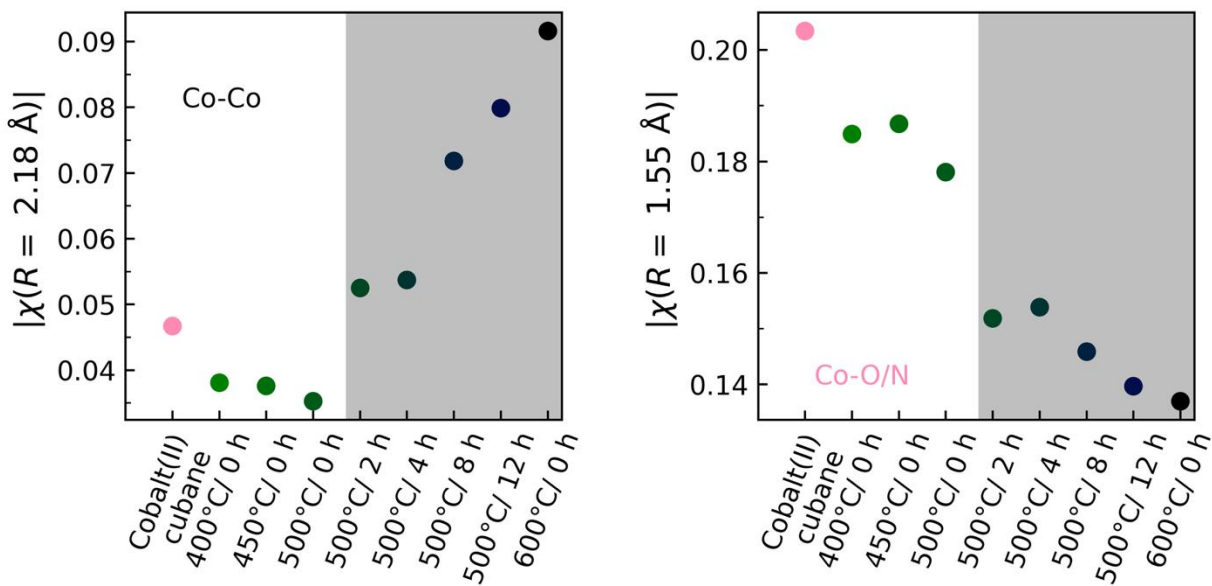 0.09
0.08
0.07
0.06
0.05
0.04
|χ(R = 2.18 Å)|
Co-Co
Cobalt(II)
cubane
400°C/ 0 h
450°C/ 0 h
500°C/ 0 h
500°C/ 2 h
500°C/ 4 h
500°C/ 8 h
500°C/ 12 h
600°C/ 0 h
0.20
0.18
0.16
0.14
|χ(R = 1.55 Å)|
Co-O/N
Cobalt(II)
cubane
400°C/ 0 h
450°C/ 0 h
500°C/ 0 h
500°C/ 2 h
500°C/ 4 h
500°C/ 8 h
500°C/ 12 h
600°C/ 0 h